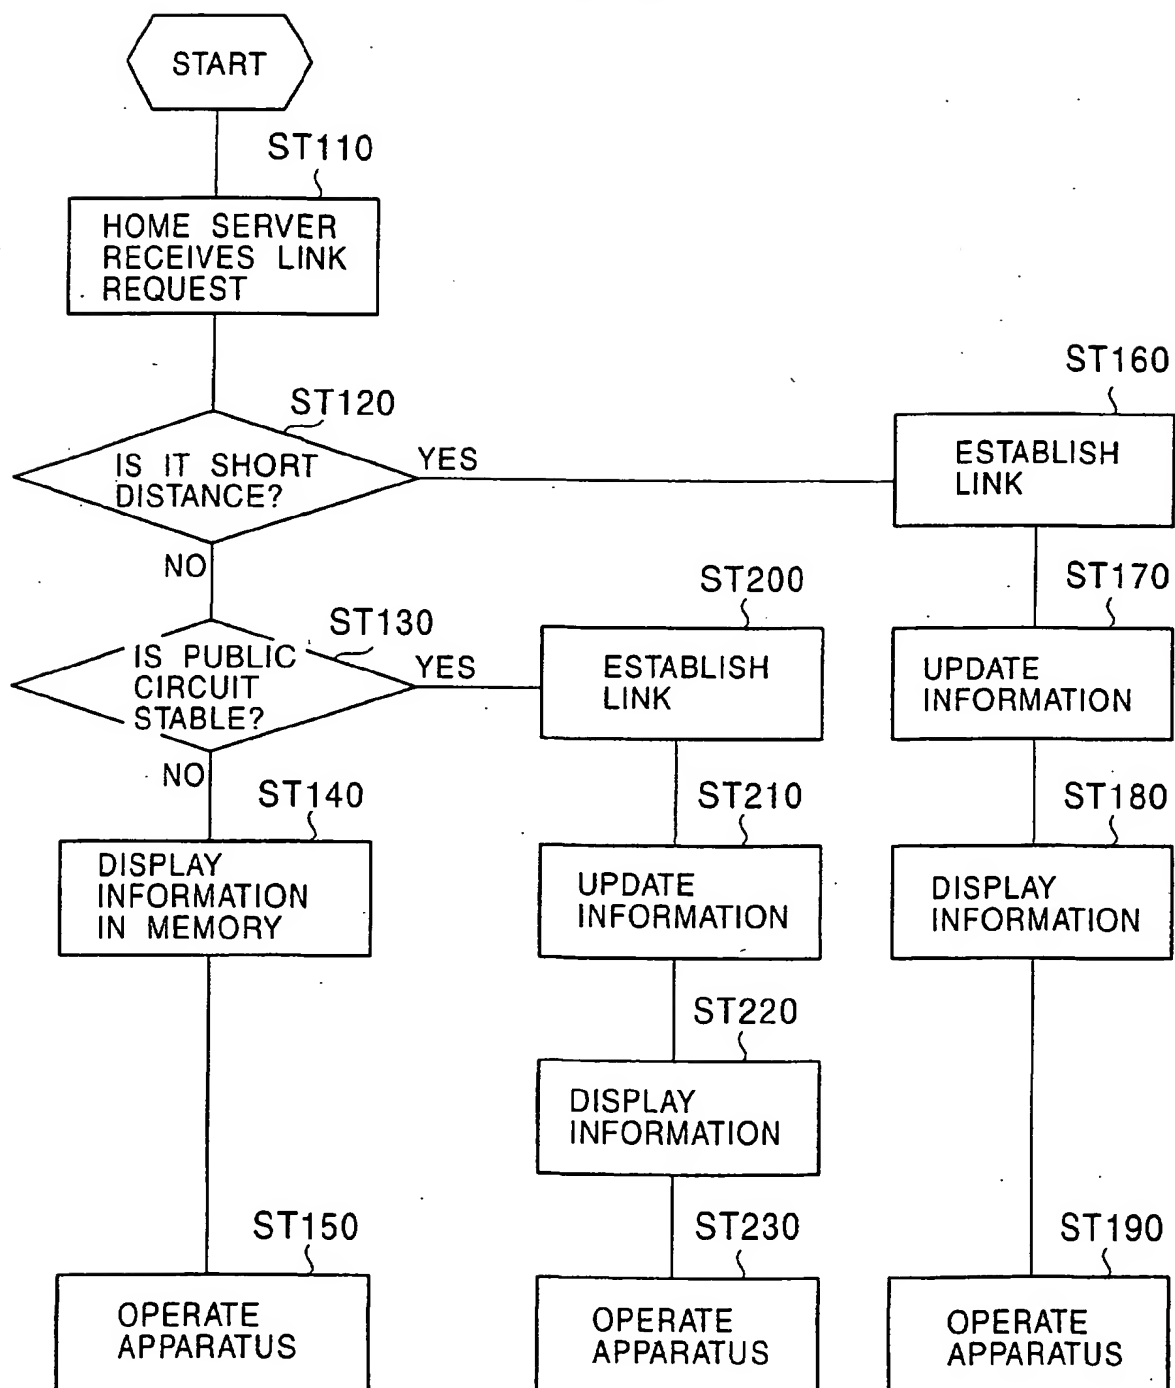 START
ST110
HOME SERVER
RECEIVES LINK
REQUEST
ST120
IS IT SHORT
DISTANCE?
YES
ST160
ESTABLISH
LINK
NO
ST130
IS PUBLIC
CIRCUIT
STABLE?
YES
ST200
ESTABLISH
LINK
ST170
UPDATE
INFORMATION
NO
ST140
DISPLAY
INFORMATION
IN MEMORY
ST210
UPDATE
INFORMATION
ST180
DISPLAY
INFORMATION
ST220
DISPLAY
INFORMATION
ST150
OPERATE
APPARATUS
ST230
OPERATE
APPARATUS
ST190
OPERATE
APPARATUS